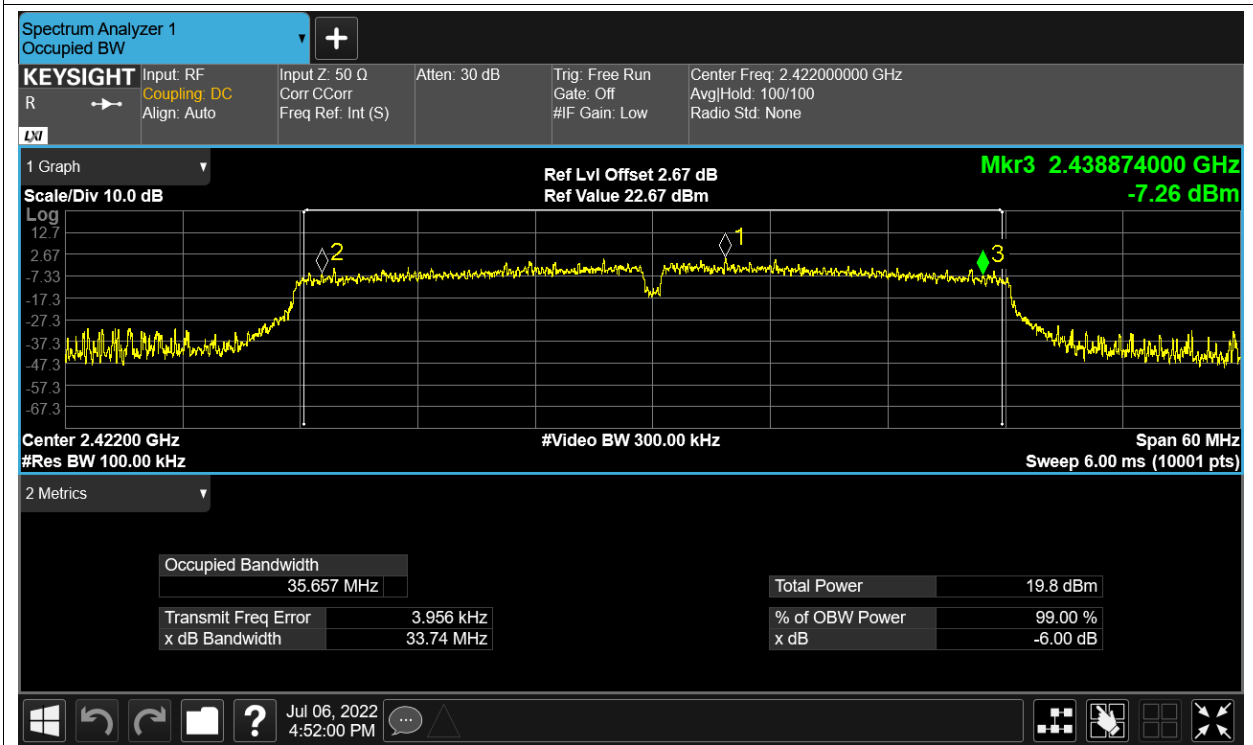 Spectrum Analyzer 1
Occupied BW
KEYSIGHT
R
LXI
Input: RF
Coupling: DC
Align: Auto
Input Z: 50 Ω
Corr CCorr
Freq Ref: Int (S)
Atten: 30 dB
Trig: Free Run
Gate: Off
#IF Gain: Low
Center Freq: 2.422000000 GHz
Avg|Hold: 100/100
Radio Std: None
1 Graph
Scale/Div 10.0 dB
Ref Lvl Offset 2.67 dB
Ref Value 22.67 dBm
Mkr3 2.438874000 GHz
-7.26 dBm
Log
12.7
2.67
-7.33
-17.3
-27.3
-37.3
-47.3
-57.3
-67.3
2
1
3
Center 2.42200 GHz
#Res BW 100.00 kHz
#Video BW 300.00 kHz
Span 60 MHz
Sweep 6.00 ms (10001 pts)
2 Metrics
Occupied Bandwidth
35.657 MHz
Transmit Freq Error 3.956 kHz
x dB Bandwidth 33.74 MHz
Total Power 19.8 dBm
% of OBW Power 99.00 %
x dB -6.00 dB
?
Jul 06, 2022
4:52:00 PM